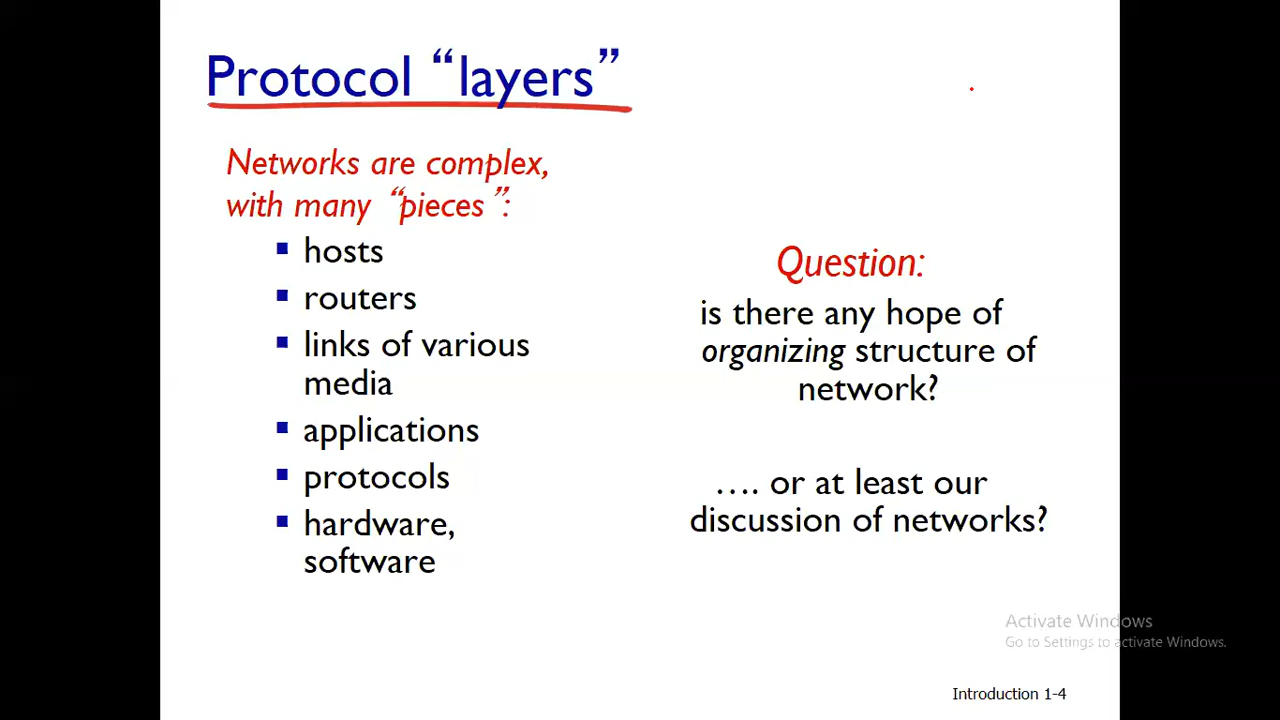 Protocol “layers”
Networks are complex,
with many “pieces”:
▪ hosts
▪ routers
▪ links of various
media
▪ applications
▪ protocols
▪ hardware,
software
Question:
is there any hope of
organizing structure of
network?
…. or at least our
discussion of networks?
Activate Windows
Go to Settings to activate Windows.
Introduction 1-4